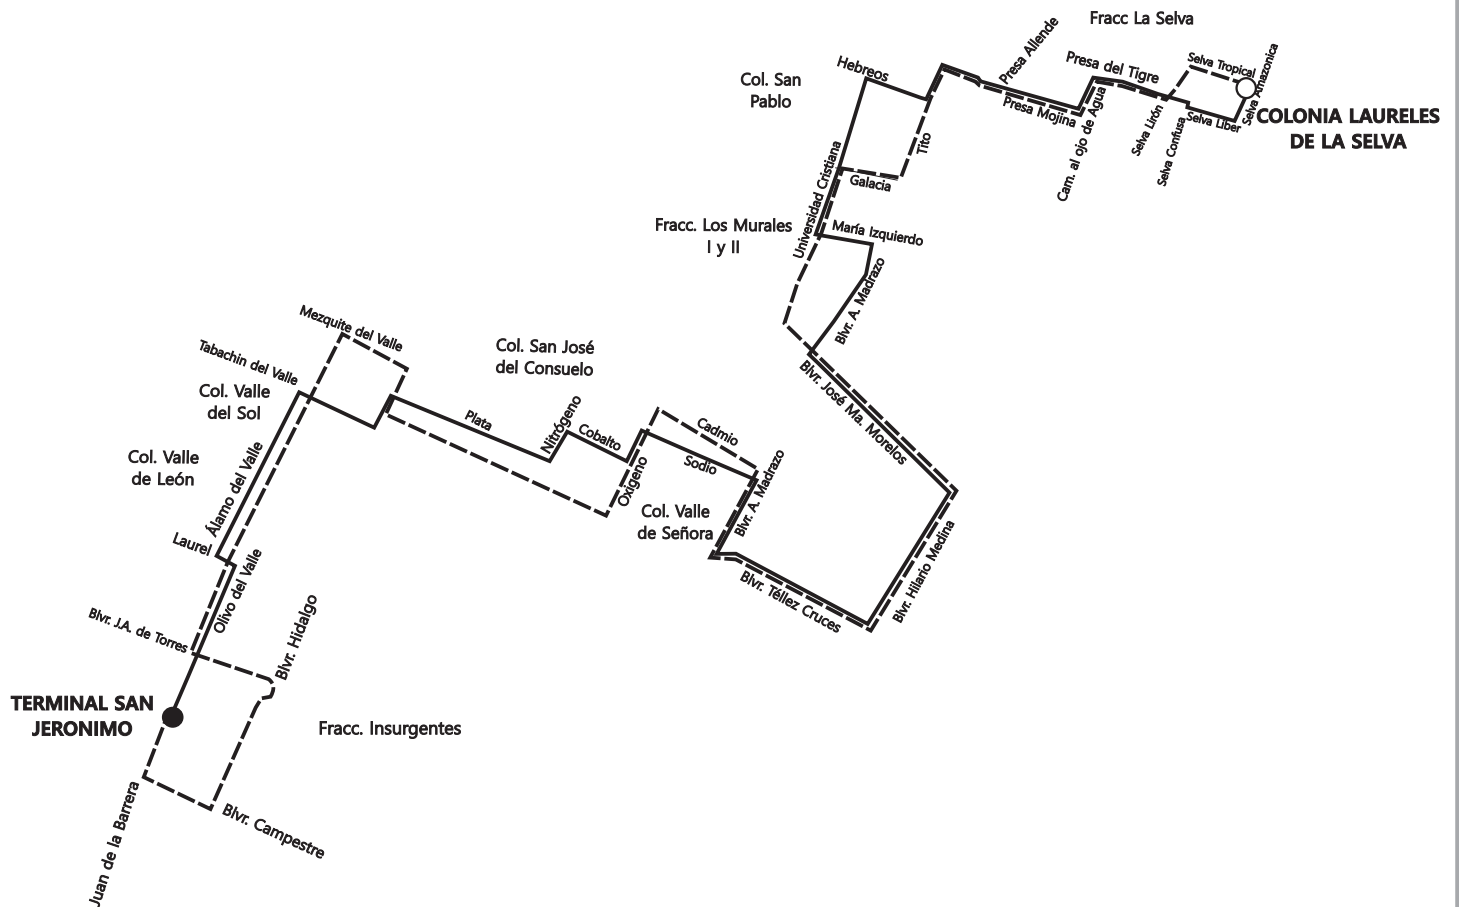 Fracc La Selva
Presa Allende
Hebreos
Presa del Tigre
Selva Tropical
Selva Amazonica
Col. San
Pablo
Presa Mojina
Cam. al ojo de Agua
Selva Lirón
Selva Confusa
Selva Liber
COLONIA LAURELES
DE LA SELVA
Tito
Universidad Cristiana
Galacia
Fracc. Los Murales
I y II
María Izquierdo
Blvr. A. Madrazo
Mezquite del Valle
Tabachin del Valle
Col. San José
del Consuelo
Blvr. José Ma. Morelos
Col. Valle
del Sol
Plata
Nitrógeno
Cobalto
Cadmio
Oxigeno
Sodio
Col. Valle
de León
Álamo del Valle
Blvr. A. Madrazo
Col. Valle
de Señora
Laurel
Olivo del Valle
Blvr. Téllez Cruces
Blvr. Hilario Medina
Blvr. J.A. de Torres
Blvr. Hidalgo
TERMINAL SAN
JERONIMO
Fracc. Insurgentes
Juan de la Barrera
Blvr. Campestre